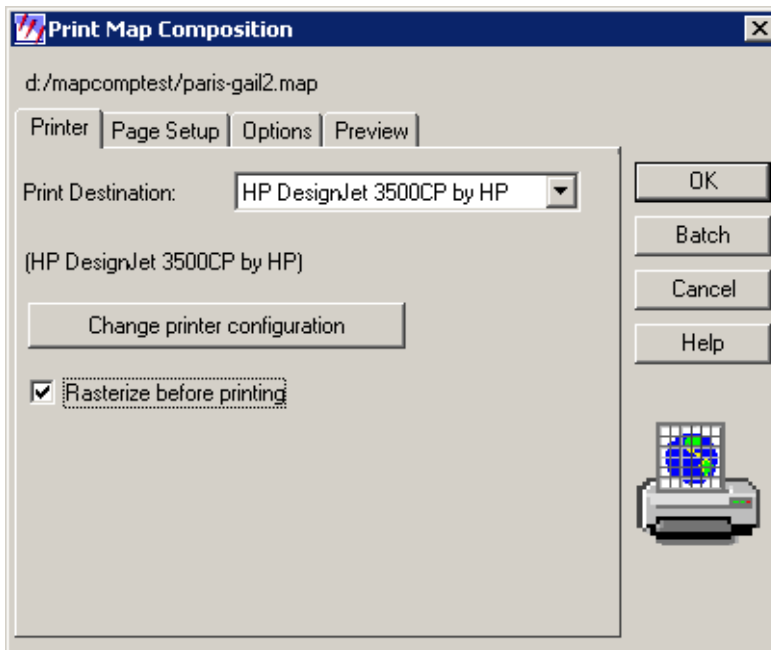 Print Map Composition
d:/mapcomptest/paris-gail2.map
Printer Page Setup Options Preview
Print Destination: HP DesignJet 3500CP by HP
(HP DesignJet 3500CP by HP)
Change printer configuration
Rasterize before printing
OK
Batch
Cancel
Help